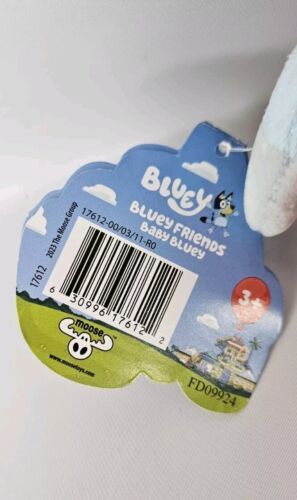 BLUEY
BLUEY FRIENDS
BABY BLUEY
3+
17612-00/03/11-R0
2023 The Moose Group
17612
6 30996 17612 2
moose
www.moosetoys.com
FD09924